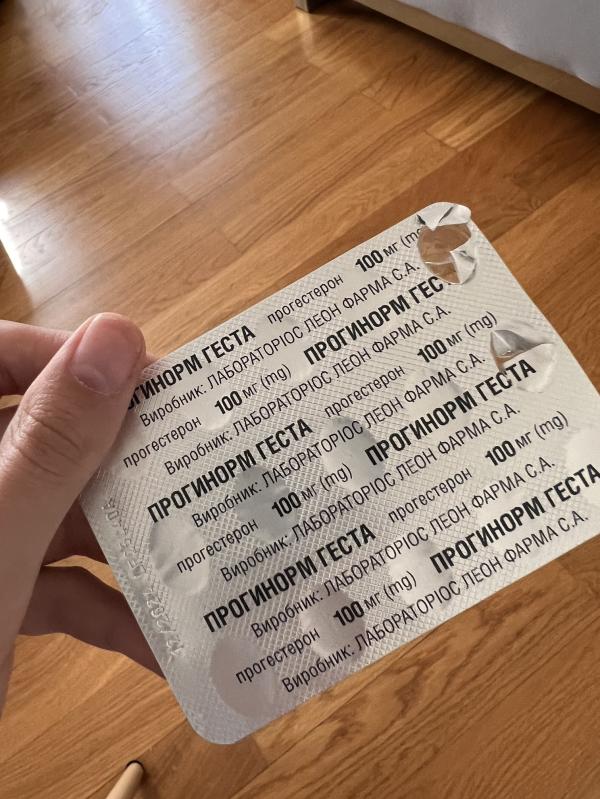 ОГИНОРМ ГЕСТА прогестерон 100 мг (mg
Виробник: ЛАБОРАТОРІОС ЛЕОН ФАРМА С.А.
прогестерон 100 мг (mg) ПРОГИНОРМ ГЕС
Виробник: ЛАБОРАТОРІОС ЛЕОН ФАРМА С.А.
ПРОГИНОРМ ГЕСТА прогестерон 100 мг (mg)
Виробник: ЛАБОРАТОРІОС ЛЕОН ФАРМА С.А.
прогестерон 100 мг (mg) ПРОГИНОРМ ГЕСТА
Виробник: ЛАБОРАТОРІОС ЛЕОН ФАРМА С.А.
ПРОГИНОРМ ГЕСТА прогестерон 100 мг (mg)
Виробник: ЛАБОРАТОРІОС ЛЕОН ФАРМА С.А.
прогестерон 100 мг (mg) ПРОГИНОРМ ГЕСТА
Виробник: ЛАБОРАТОРІОС ЛЕОН ФАРМА С.А.